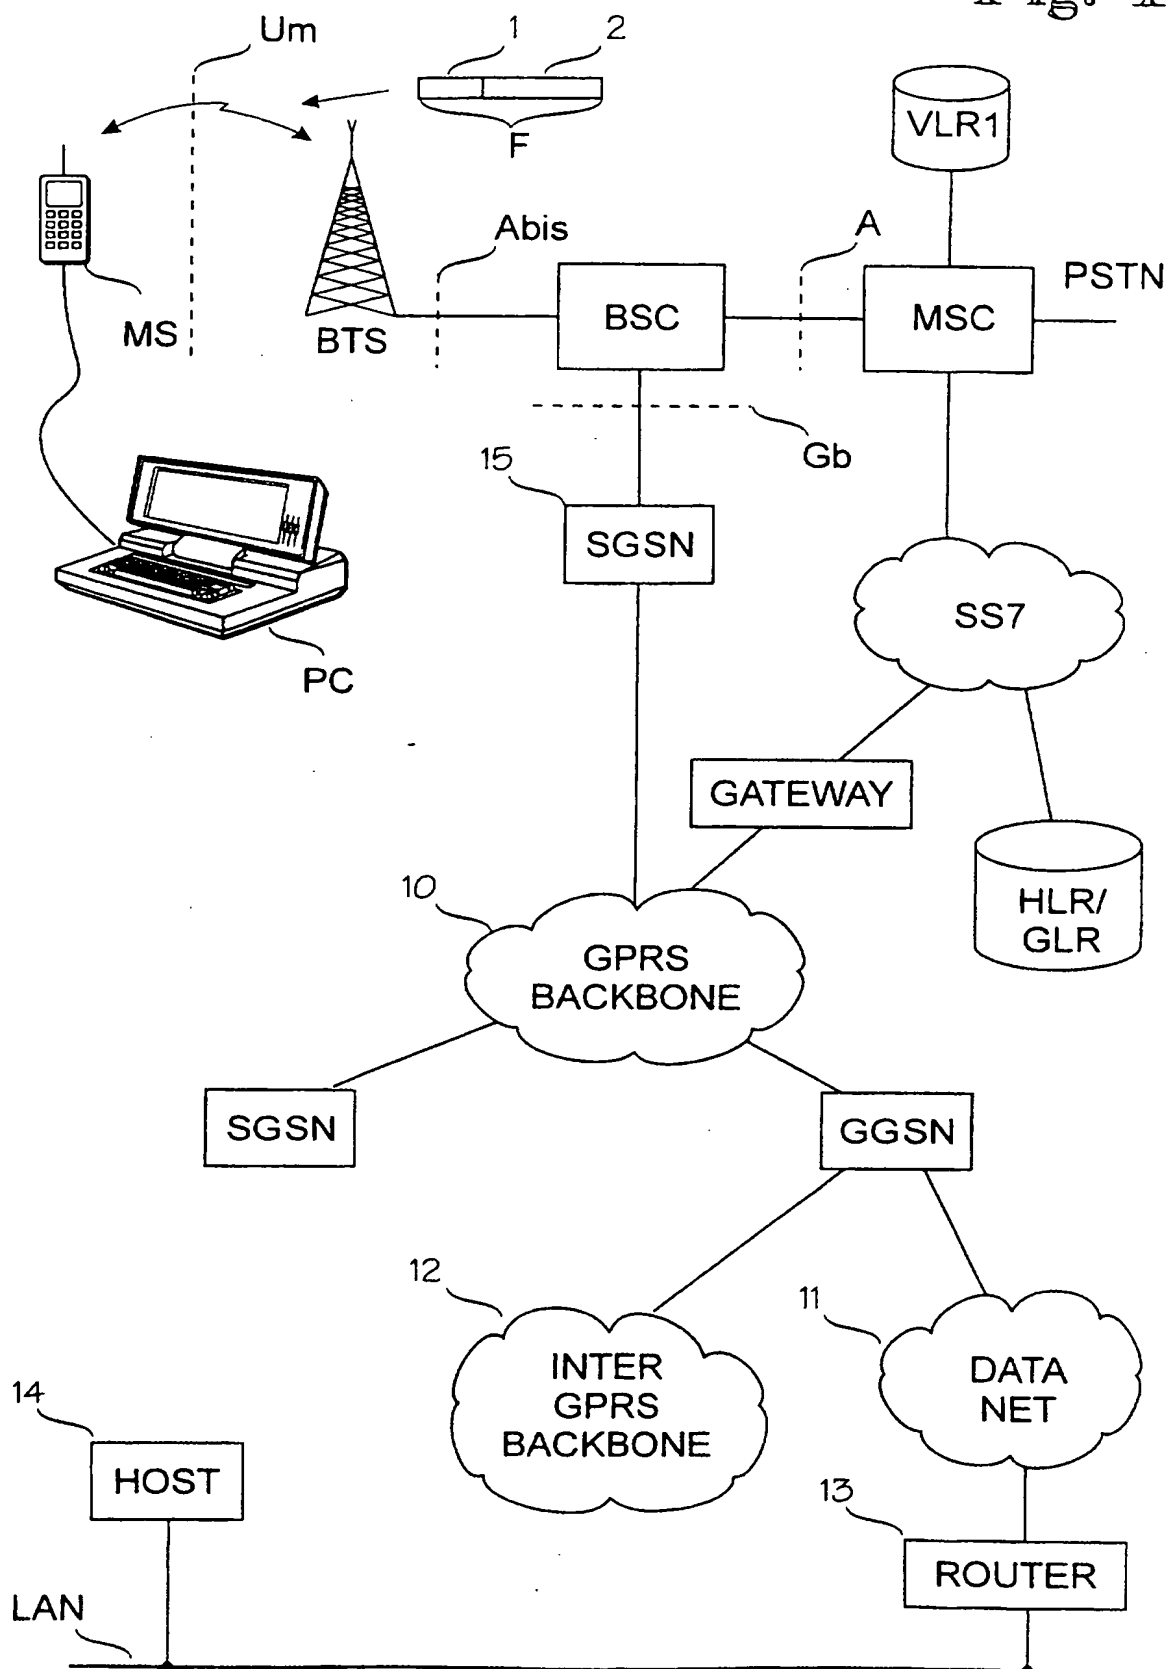 Fig. 1
Um
1
2
F
VLR1
Abis
A
PSTN
MS
BTS
BSC
MSC
Gb
15
SGSN
SS7
PC
GATEWAY
10
HLR/
GLR
GPRS
BACKBONE
SGSN
GGSN
12
11
INTER
GPRS
BACKBONE
DATA
NET
14
HOST
13
ROUTER
LAN